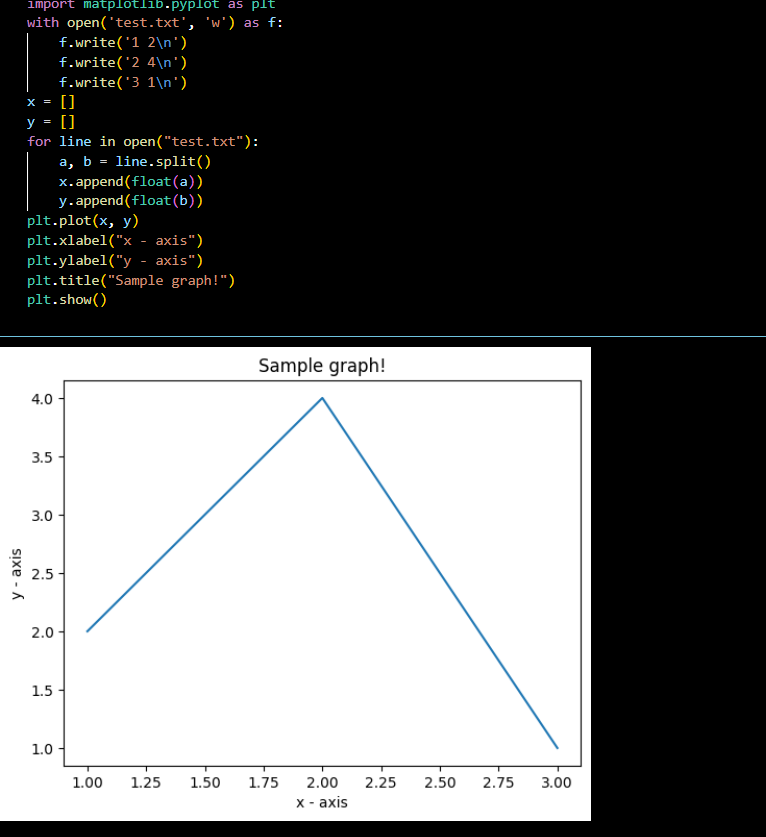 import matplotlib.pyplot as plt
with open('test.txt', 'w') as f:
    f.write('1 2\n')
    f.write('2 4\n')
    f.write('3 1\n')
x = []
y = []
for line in open("test.txt"):
    a, b = line.split()
    x.append(float(a))
    y.append(float(b))
plt.plot(x, y)
plt.xlabel("x - axis")
plt.ylabel("y - axis")
plt.title("Sample graph!")
plt.show()
Sample graph!
4.0
3.5
3.0
2.5
2.0
1.5
1.0
y - axis
1.00 1.25 1.50 1.75 2.00 2.25 2.50 2.75 3.00
x - axis